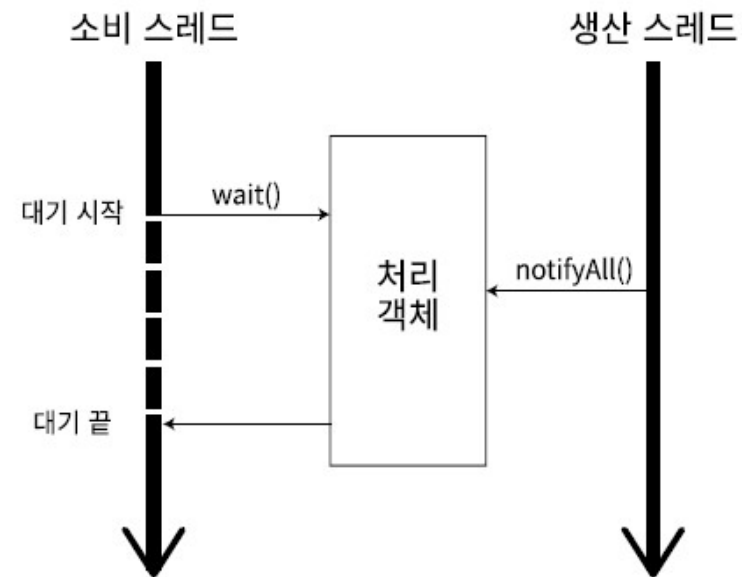 소비 스레드
생산 스레드
대기 시작
wait()
처리
객체
notifyAll()
대기 끝